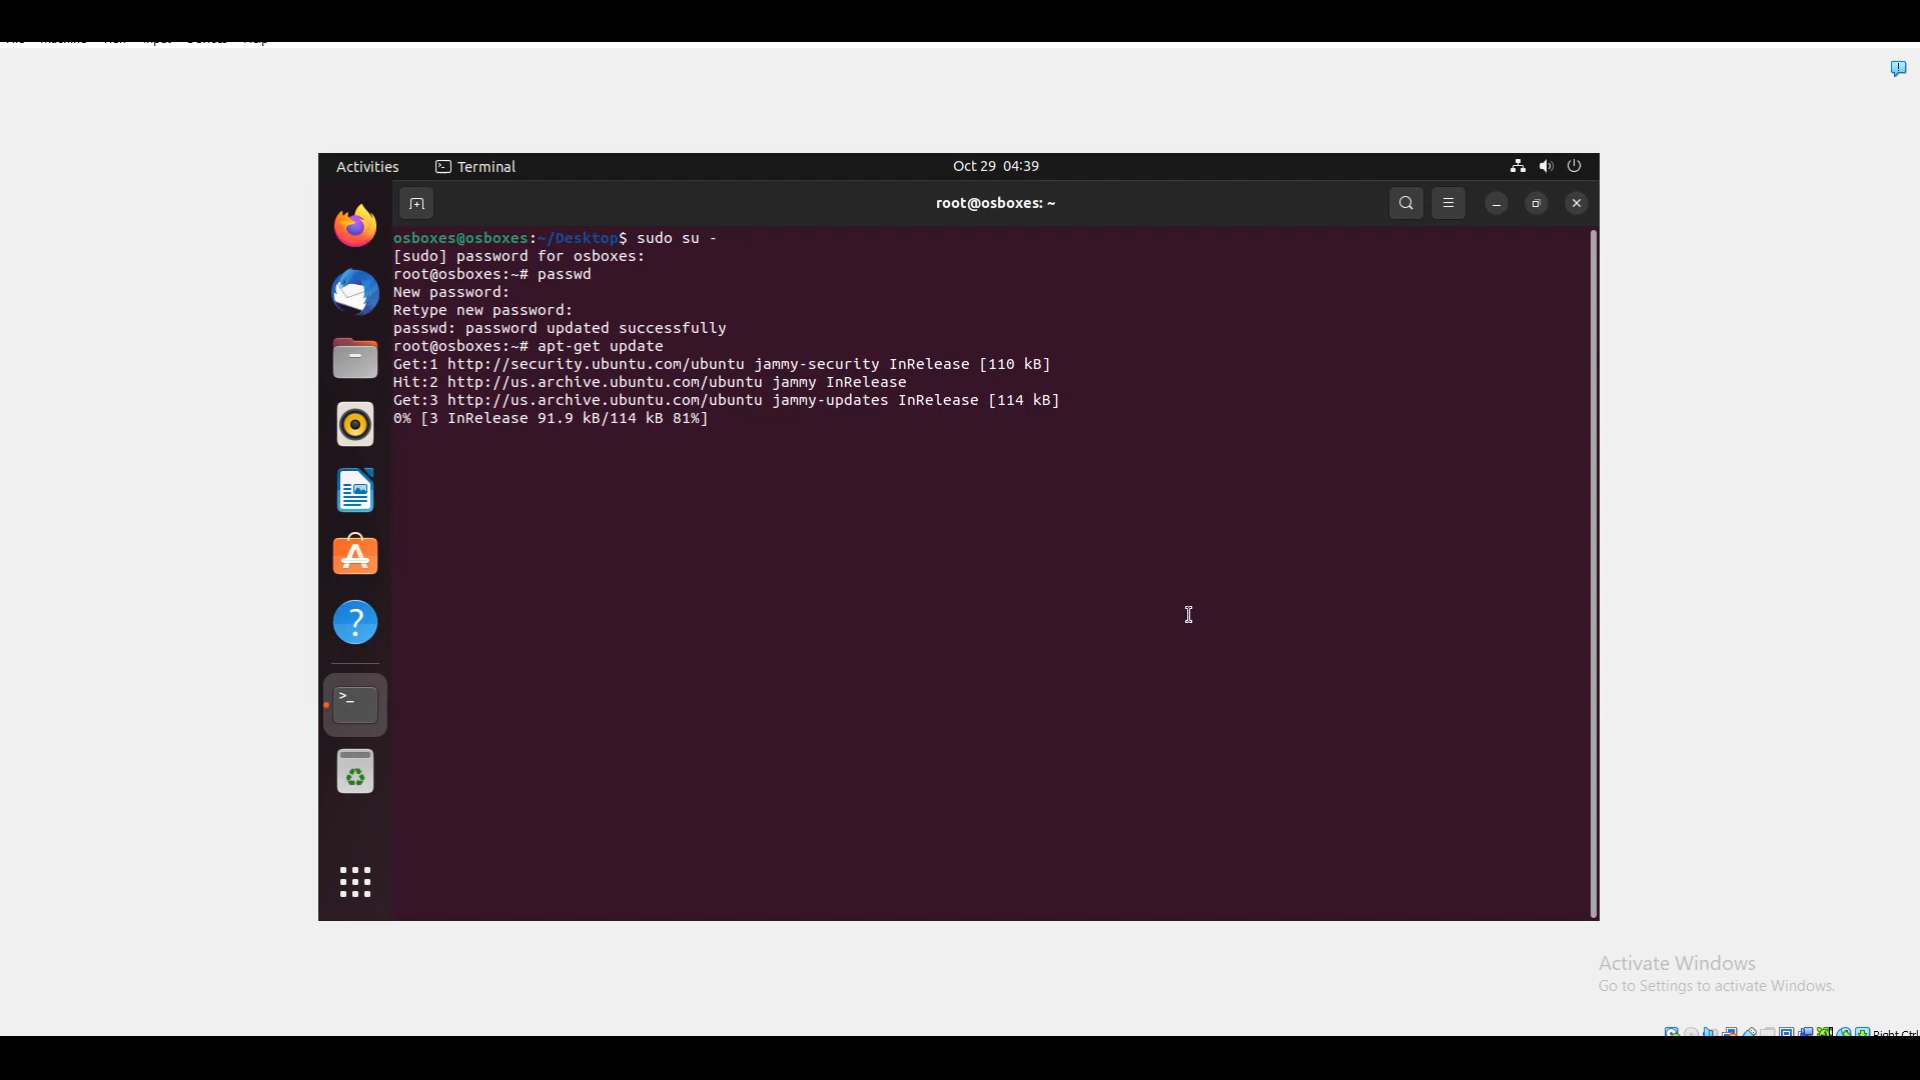 Activities Terminal Oct 29 04:39
root@osboxes: ~
osboxes@osboxes:~/Desktop$ sudo su -
[sudo] password for osboxes:
root@osboxes:~# passwd
New password:
Retype new password:
passwd: password updated successfully
root@osboxes:~# apt-get update
Get:1 http://security.ubuntu.com/ubuntu jammy-security InRelease [110 kB]
Hit:2 http://us.archive.ubuntu.com/ubuntu jammy InRelease
Get:3 http://us.archive.ubuntu.com/ubuntu jammy-updates InRelease [114 kB]
0% [3 InRelease 91.9 kB/114 kB 81%]
Activate Windows
Go to Settings to activate Windows.
Right Ctrl